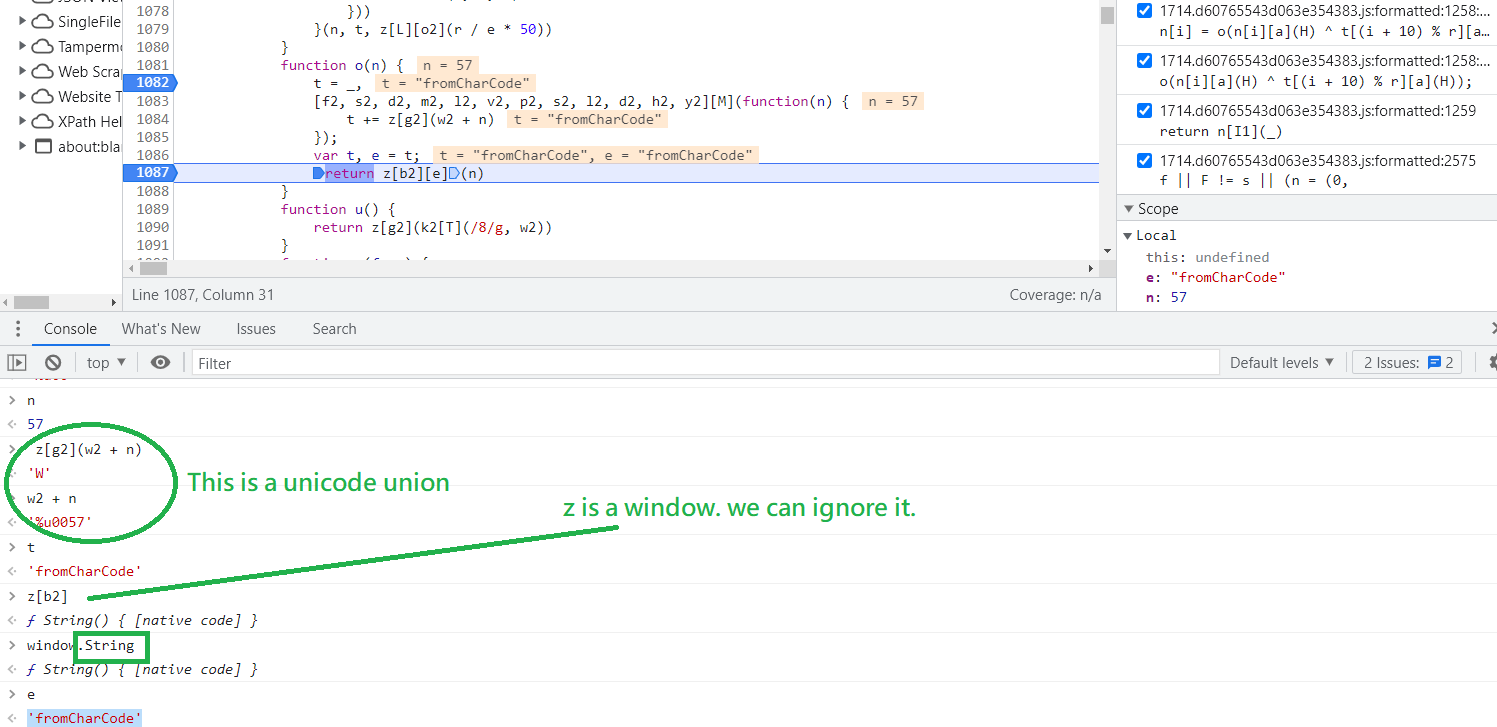 JSON View
SingleFile
Tamperm
Web Scra
Website T
XPath Hel
about:bla
1078 }))
1079 }(n, t, z[L][o2](r / e * 50))
1080 }
1081 function o(n) { n = 57
1082 t = _, t = "fromCharCode"
1083 [f2, s2, d2, m2, l2, v2, p2, s2, l2, d2, h2, y2][M](function(n) { n = 57
1084 t += z[g2](w2 + n) t = "fromCharCode"
1085 });
1086 var t, e = t; t = "fromCharCode", e = "fromCharCode"
1087 return z[b2][e](n)
1088 }
1089 function u() {
1090 return z[g2](k2[T](/8/g, w2))
1091 }
Line 1087, Column 31
Coverage: n/a
1714.d60765543d063e354383.js:formatted:1258:...
n[i] = o(n[i][a](H) ^ t[(i + 10) % r][a...
1714.d60765543d063e354383.js:formatted:1258:...
o(n[i][a](H) ^ t[(i + 10) % r][a](H));
1714.d60765543d063e354383.js:formatted:1259
return n[I1](_)
1714.d60765543d063e354383.js:formatted:2575
f || F != s || (n = (0,
Scope
Local
this: undefined
e: "fromCharCode"
n: 57
Console What's New Issues Search
top Filter Default levels 2 Issues: 2
n
57
z[g2](w2 + n)
'W'
w2 + n
'%u0057'
This is a unicode union
z is a window. we can ignore it.
t
'fromCharCode'
z[b2]
ƒ String() { [native code] }
window.String
ƒ String() { [native code] }
e
'fromCharCode'